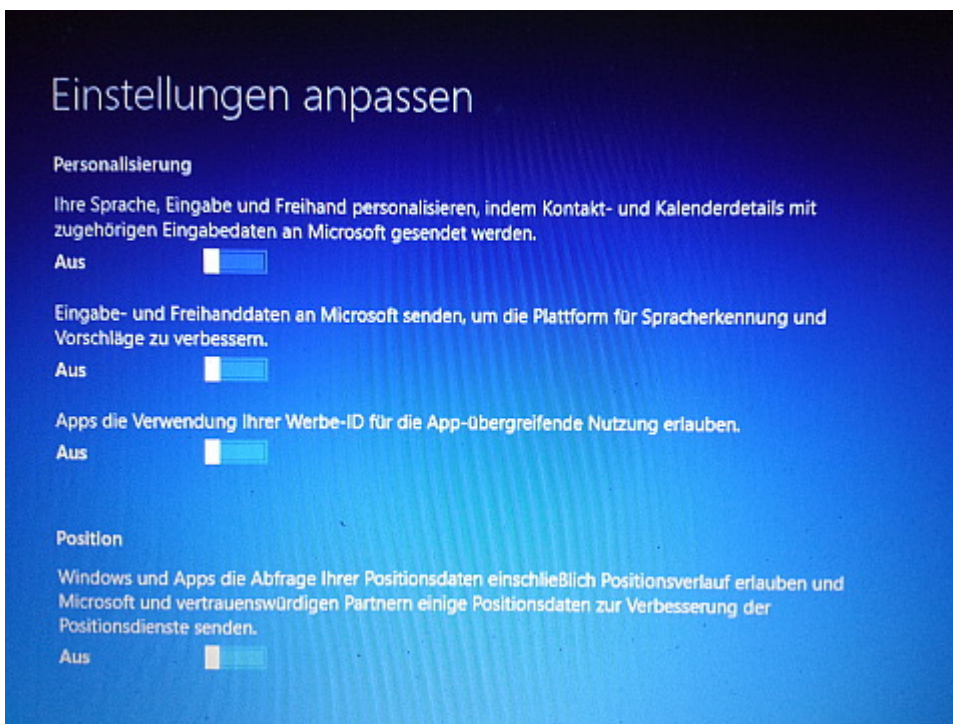 Einstellungen anpassen
Personalisierung
Ihre Sprache, Eingabe und Freihand personalisieren, indem Kontakt- und Kalenderdetails mit
zugehörigen Eingabedaten an Microsoft gesendet werden.
Aus
Eingabe- und Freihanddaten an Microsoft senden, um die Plattform für Spracherkennung und
Vorschläge zu verbessern.
Aus
Apps die Verwendung Ihrer Werbe-ID für die App-übergreifende Nutzung erlauben.
Aus
Position
Windows und Apps die Abfrage Ihrer Positionsdaten einschließlich Positionsverlauf erlauben und
Microsoft und vertrauenswürdigen Partnern einige Positionsdaten zur Verbesserung der
Positionsdienste senden.
Aus